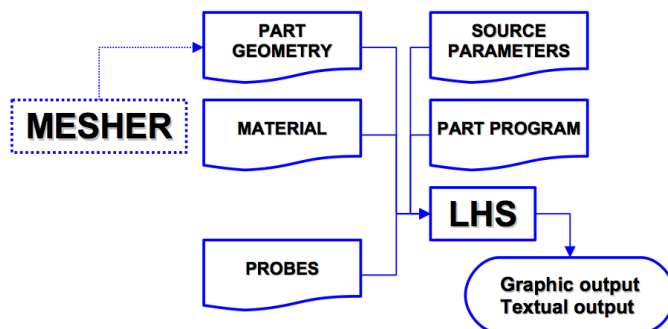 PART
GEOMETRY
SOURCE
PARAMETERS
MESHER
MATERIAL
PART PROGRAM
LHS
PROBES
Graphic output
Textual output